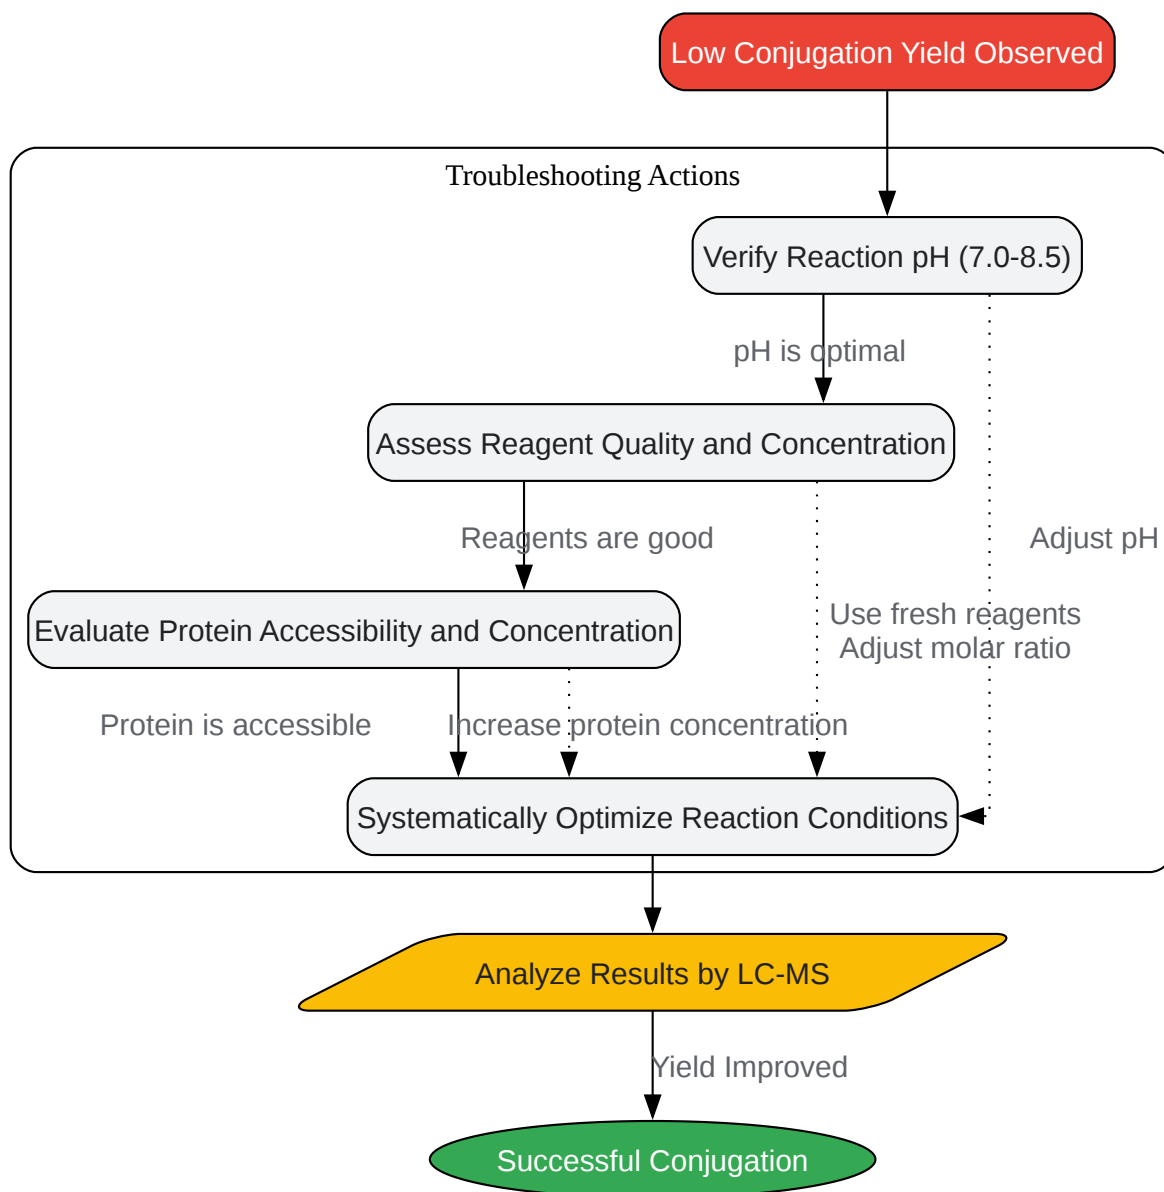 Low Conjugation Yield Observed
Troubleshooting Actions
Verify Reaction pH (7.0-8.5)
pH is optimal
Assess Reagent Quality and Concentration
Reagents are good
Adjust pH
Evaluate Protein Accessibility and Concentration
Use fresh reagents
Adjust molar ratio
Protein is accessible
Increase protein concentration
Systematically Optimize Reaction Conditions
Analyze Results by LC-MS
Yield Improved
Successful Conjugation